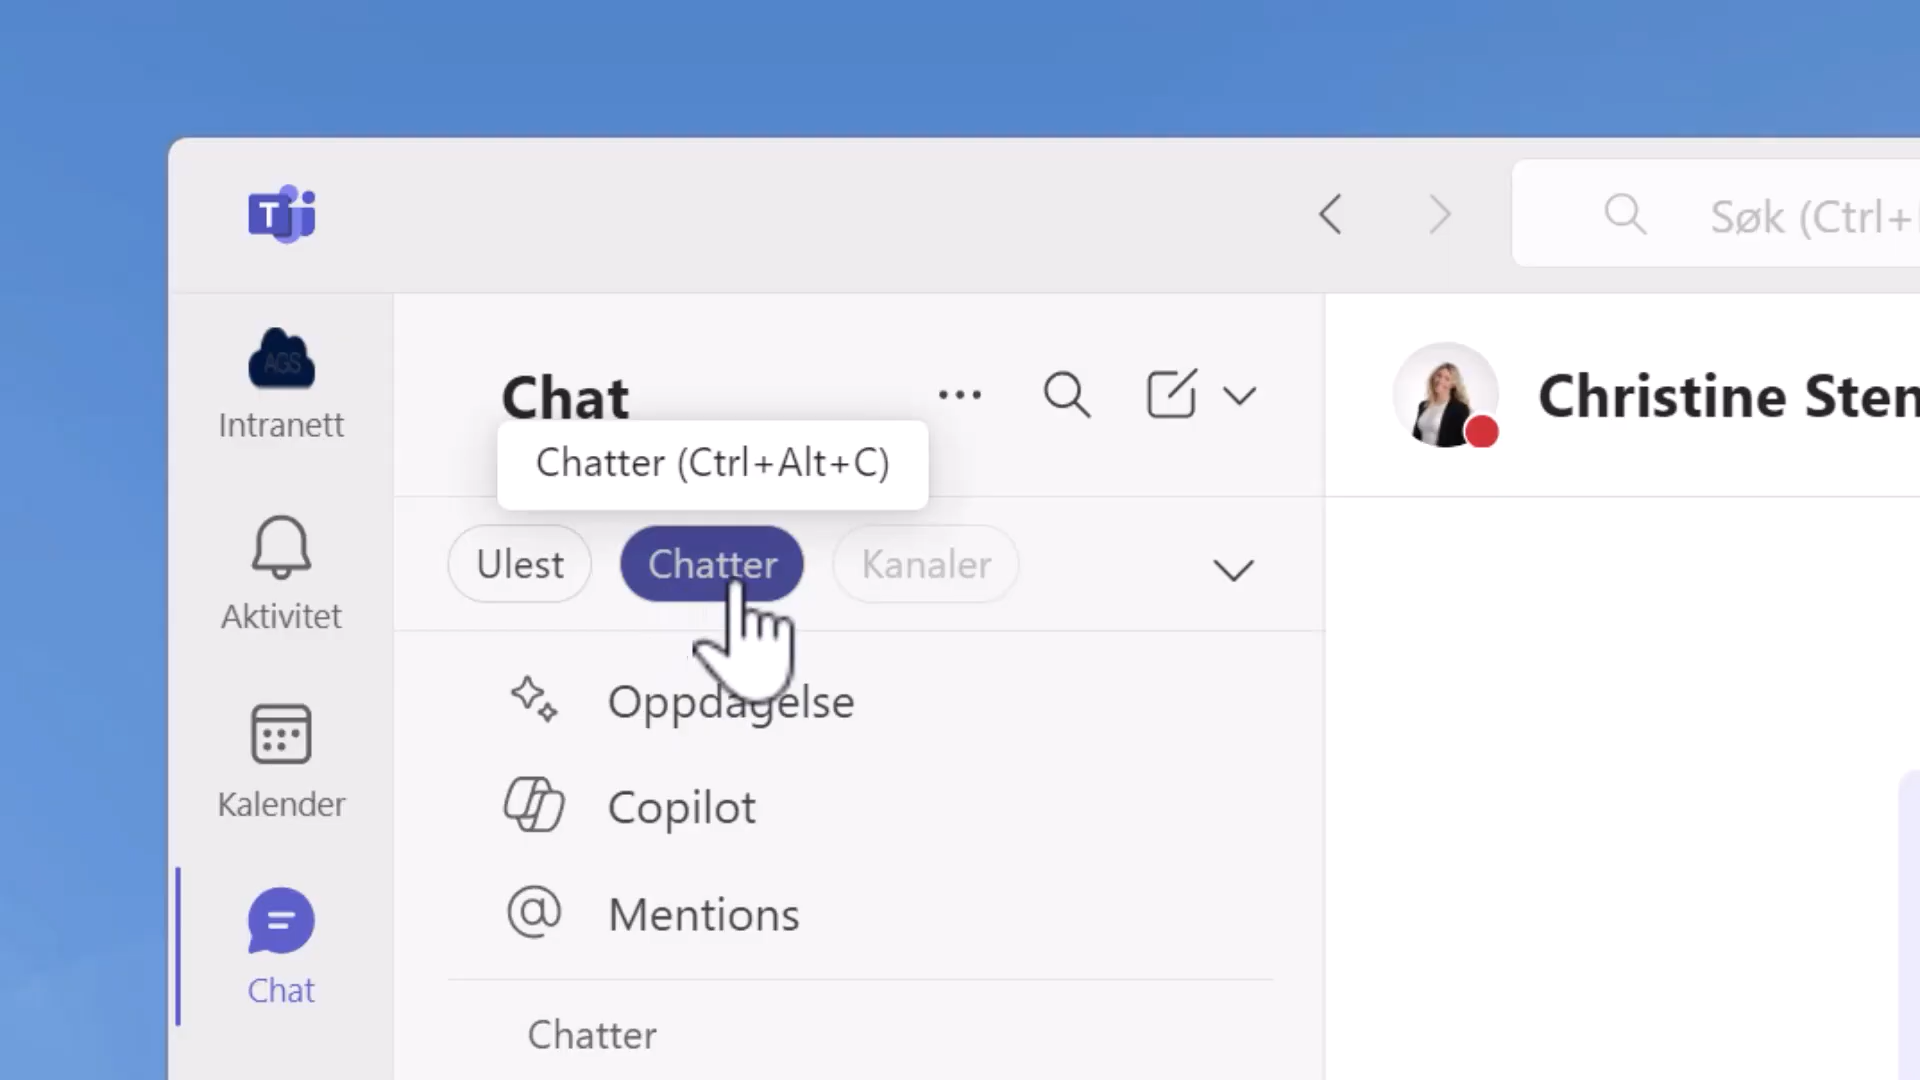 T
Søk (Ctrl+
AGS
Intranett
Aktivitet
Kalender
Chat
Chat
Chatter (Ctrl+Alt+C)
Ulest
Chatter
Kanaler
Oppdagelse
Copilot
@ Mentions
Chatter
Christine Sten